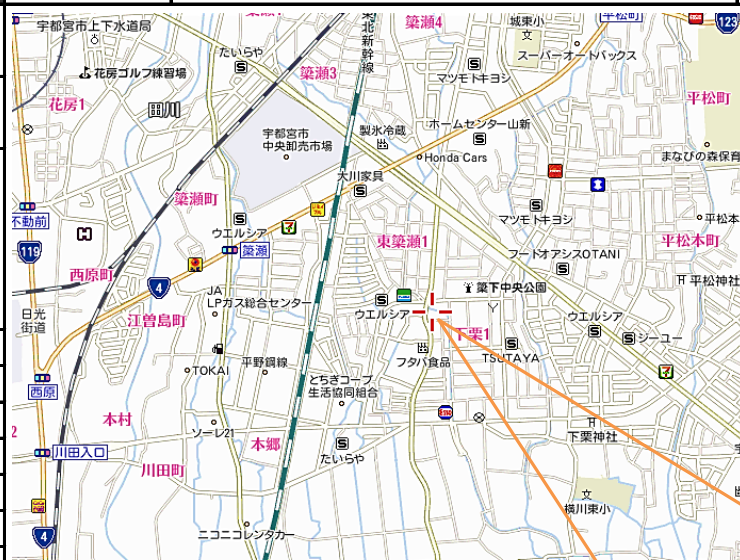 宇都宮市上下水道局
東北新幹線
簗瀬4
城東小
平松町
123
スーパーオートバックス
たいらや
花房ゴルフ練習場
簗瀬3
マツモトキヨシ
花房1
田川
平松町
宇都宮市
中央卸売市場
製氷冷蔵
ホームセンター山新
Honda Cars
まなびの森保育
大川家具
簗瀬町
マツモトキヨシ
不動前
ウエルシア
平松本
119
簗瀬
東簗瀬1
平松本町
フードオアシスOTANI
西原町
4
JA
LPガス総合センター
簗下中央公園
平松神社
日光
街道
江曽島町
ウエルシア
ウエルシア
下栗1
シーユー
平野鋼線
フタバ食品
TSUTAYA
TOKAI
西原
とちぎコープ
生活協同組合
本村
ソーレ21
本郷
下栗神社
2
川田入口
たいらや
川田町
横川東小
4
ニコニコレンタカー